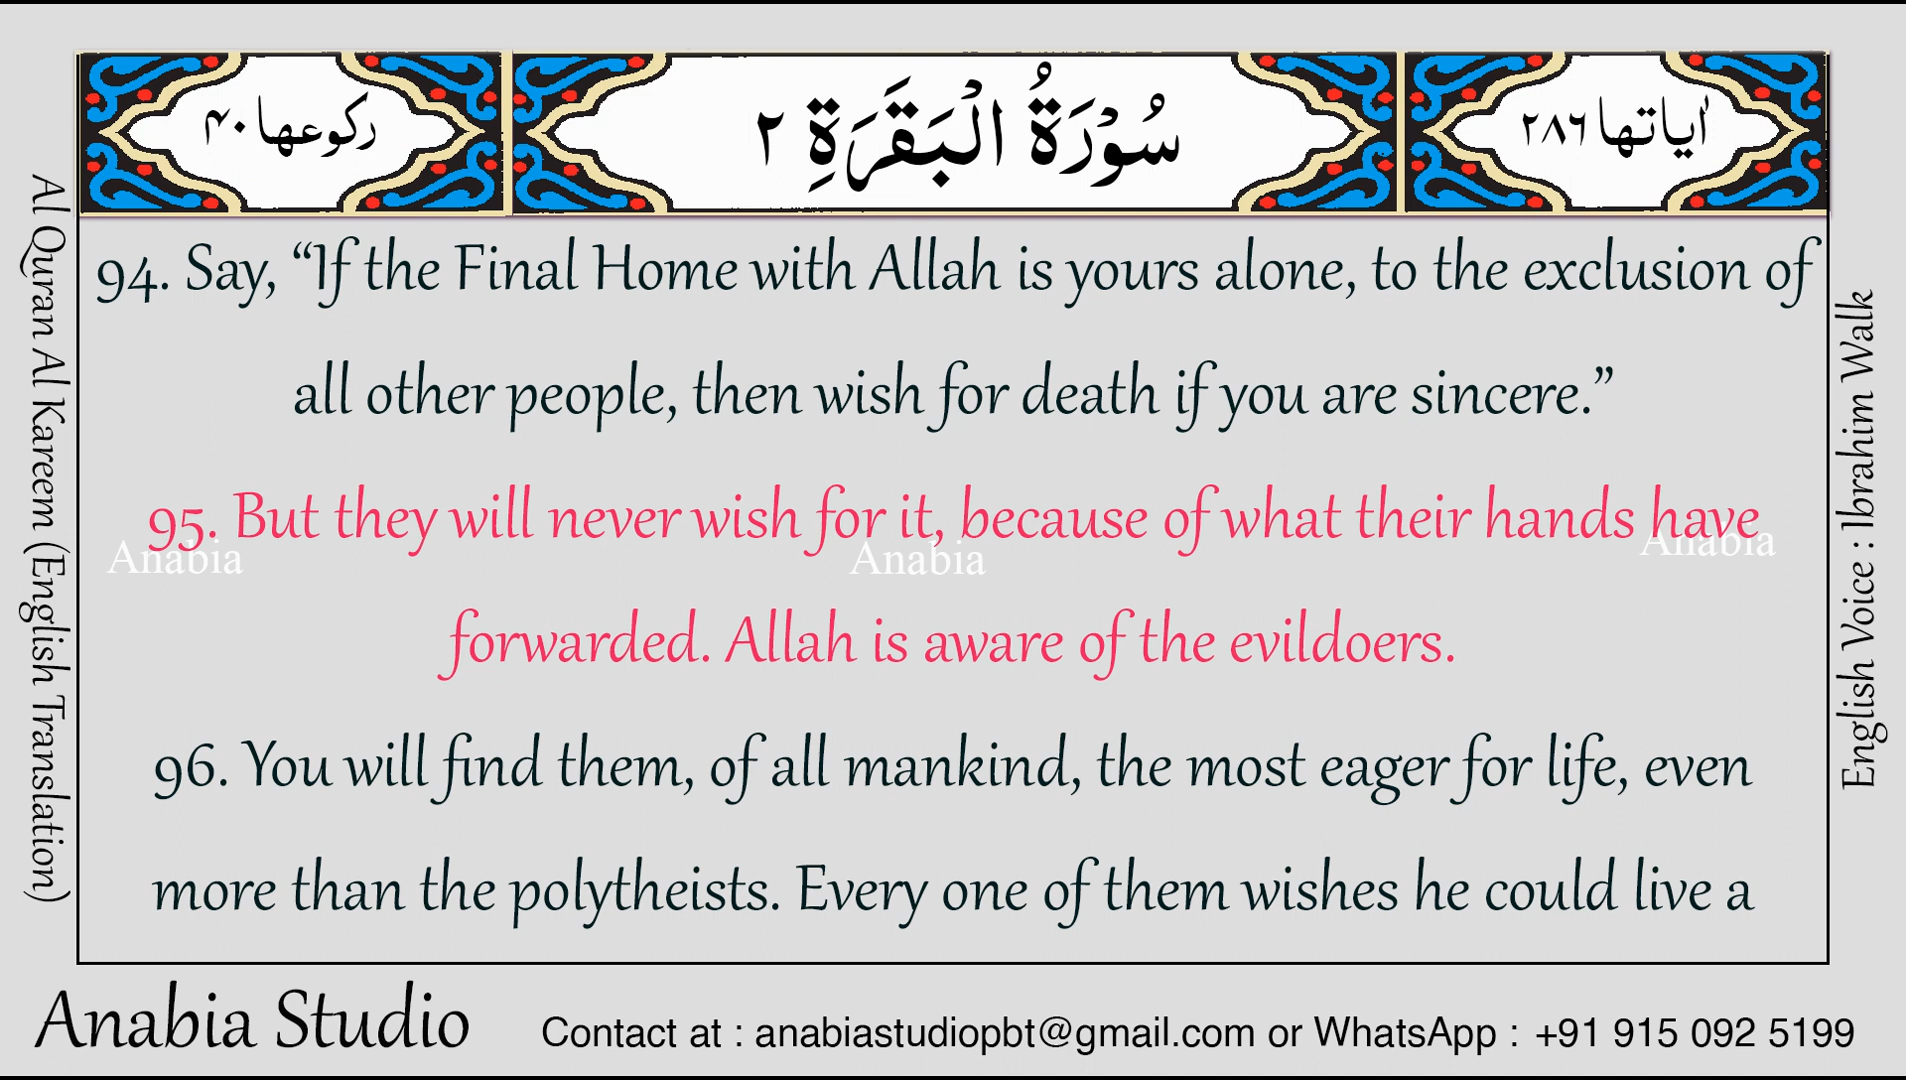 اٰياتها ٢٨٦
سُوْرَةُ الْبَقَرَةِ ٢
ركوعها ۴۰
Al Quran Al Kareem (English Translation)
94. Say, “If the Final Home with Allah is yours alone, to the exclusion of
all other people, then wish for death if you are sincere.”
95. But they will never wish for it, because of what their hands have
Anabia
Anabia
Anabia
forwarded. Allah is aware of the evildoers.
96. You will find them, of all mankind, the most eager for life, even
more than the polytheists. Every one of them wishes he could live a
English Voice : Ibrahim Walk
Anabia Studio
Contact at : anabiastudiopbt@gmail.com or WhatsApp : +91 915 092 5199